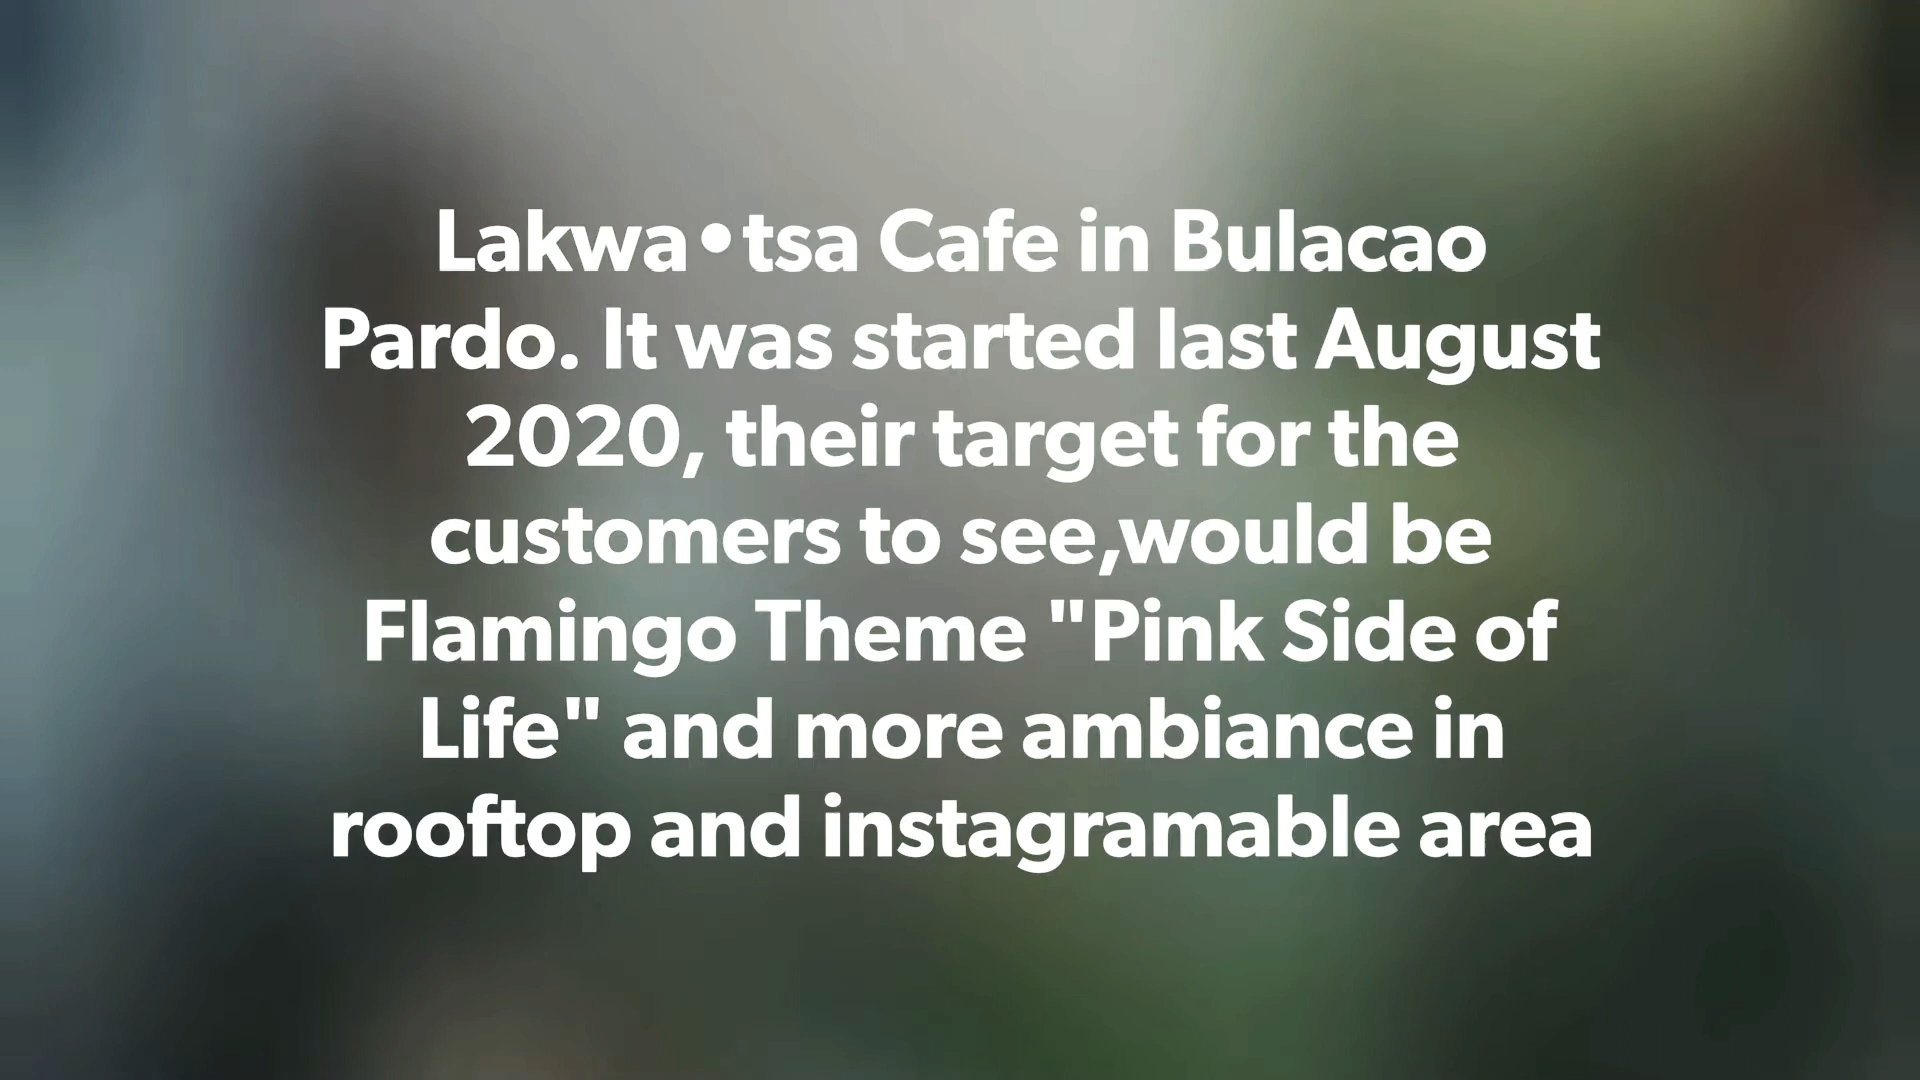 Lakwa•tsa Cafe in Bulacao
Pardo. It was started last August
2020, their target for the
customers to see,would be
Flamingo Theme "Pink Side of
Life" and more ambiance in
rooftop and instagramable area